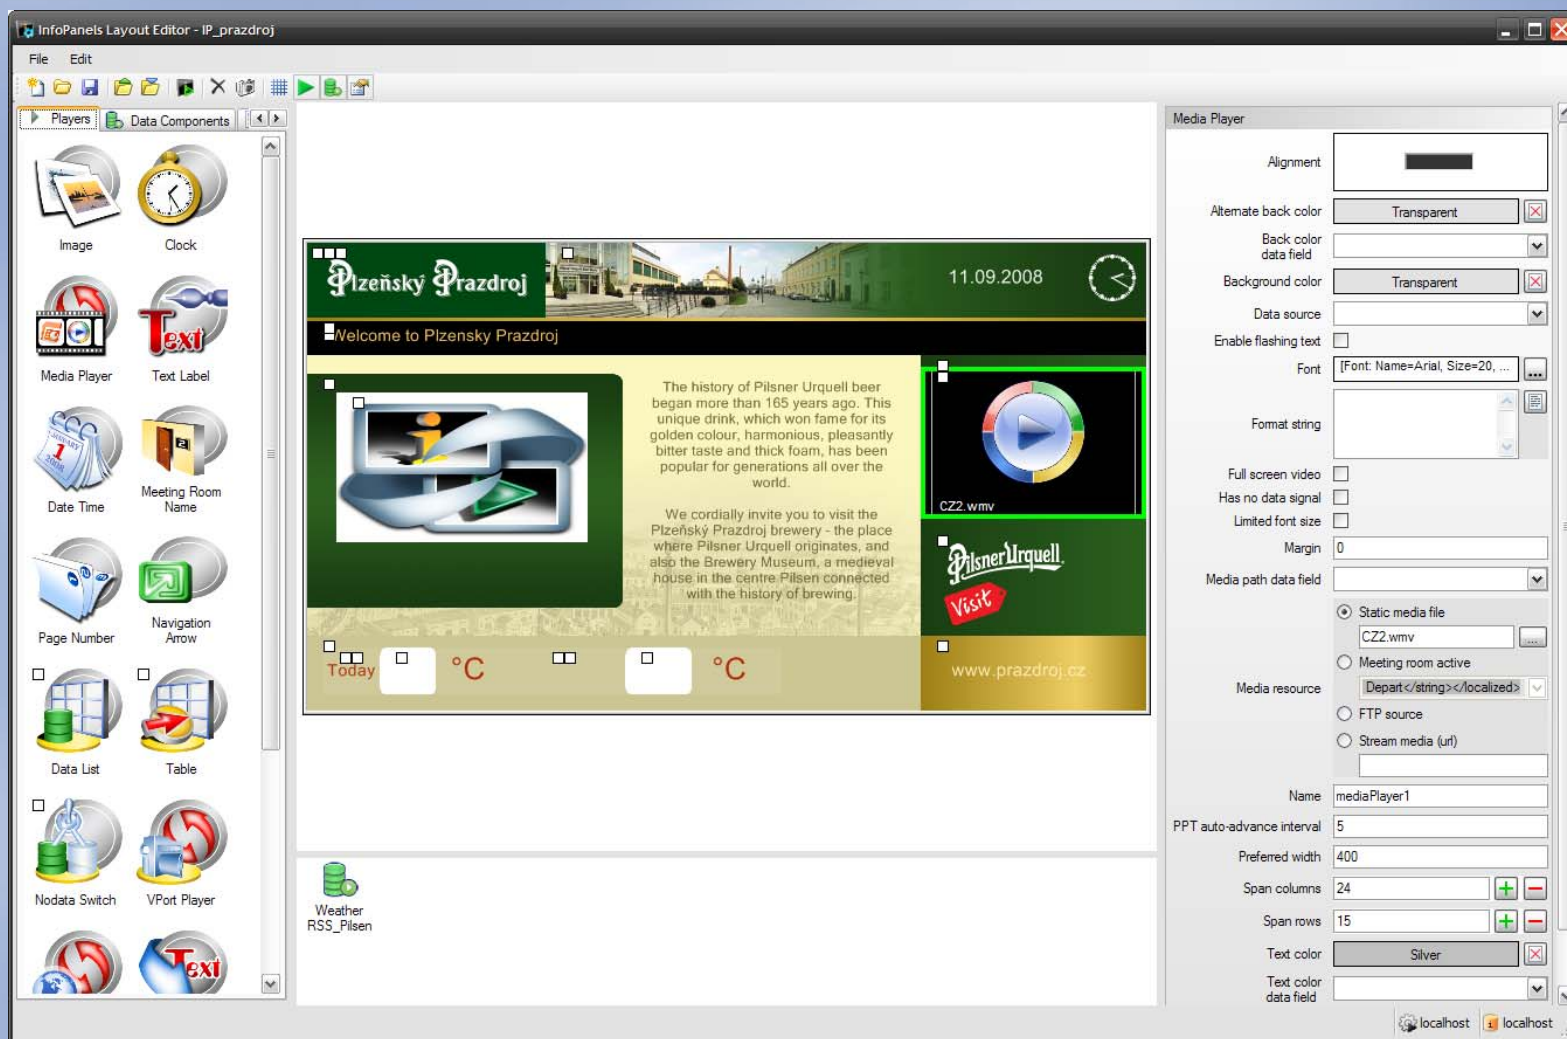 InfoPanels Layout Editor - IP_prazdroj
File Edit
Players Data Components
Image Clock
Media Player Text Label
Text
Date Time Meeting Room
Name
JANUARY
1
2008
2
Page Number Navigation
Arrow
Data List Table
Nodata Switch VPort Player
Text
Plzeňský Prazdroj
11.09.2008
Welcome to Plzensky Prazdroj
The history of Pilsner Urquell beer
began more than 165 years ago. This
unique drink, which won fame for its
golden colour, harmonious, pleasantly
bitter taste and thick foam, has been
popular for generations all over the
world.
We cordially invite you to visit the
Plzeňský Prazdroj brewery - the place
where Pilsner Urquell originates, and
also the Brewery Museum, a medieval
house in the centre Pilsen connected
with the history of brewing.
CZ2.wmv
Pilsner Urquell
Visit
Today °C °C
www.prazdroj.cz
Weather
RSS_Pilsen
Media Player
Alignment
Alternate back color Transparent
Back color
data field
Background color Transparent
Data source
Enable flashing text
Font [Font: Name=Arial, Size=20, ... ...
Format string
Full screen video
Has no data signal
Limited font size
Margin 0
Media path data field
Media resource
Static media file
CZ2.wmv ...
Meeting room active
Depart</string></localized>
FTP source
Stream media (url)
Name mediaPlayer1
PPT auto-advance interval 5
Preferred width 400
Span columns 24
Span rows 15
Text color Silver
Text color
data field
localhost localhost